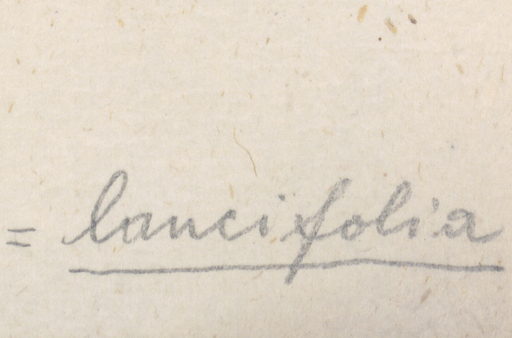 = lancifolia